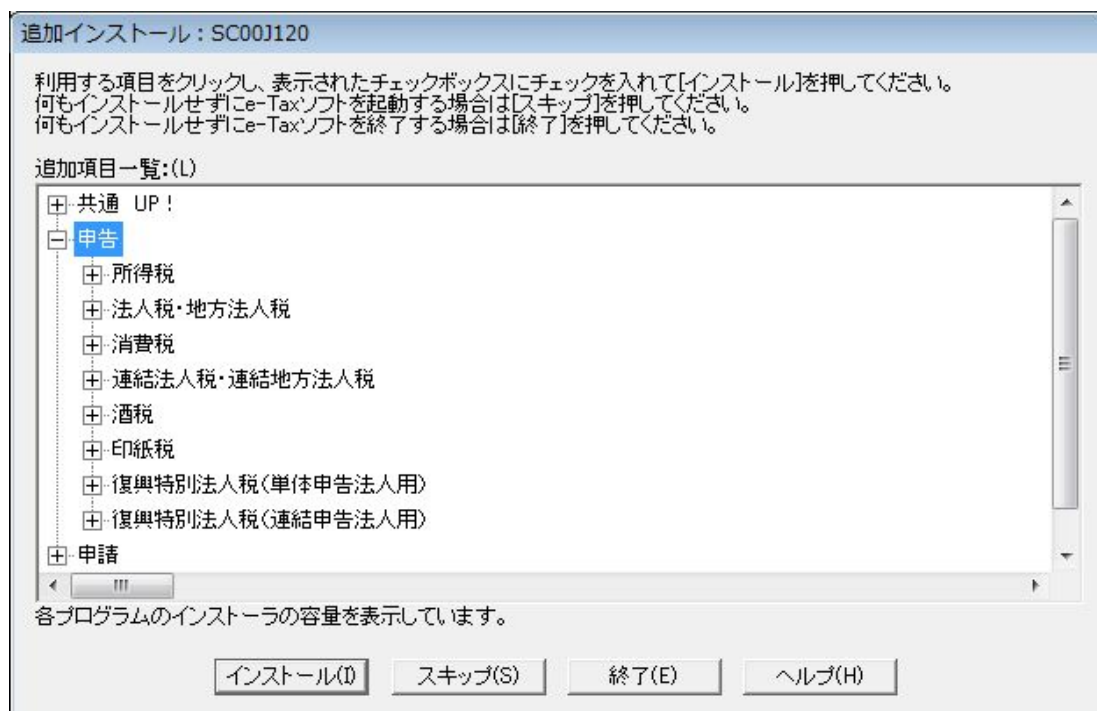 追加インストール：SC00J120
利用する項目をクリックし、表示されたチェックボックスにチェックを入れて[インストール]を押してください。
何もインストールせずにe-Taxソフトを起動する場合は[スキップ]を押してください。
何もインストールせずにe-Taxソフトを終了する場合は[終了]を押してください。
追加項目一覧:(L)
共通 UP！
申告
所得税
法人税・地方法人税
消費税
連結法人税・連結地方法人税
酒税
印紙税
復興特別法人税（単体申告法人用）
復興特別法人税（連結申告法人用）
申請
各プログラムのインストーラの容量を表示しています。
インストール(I)
スキップ(S)
終了(E)
ヘルプ(H)